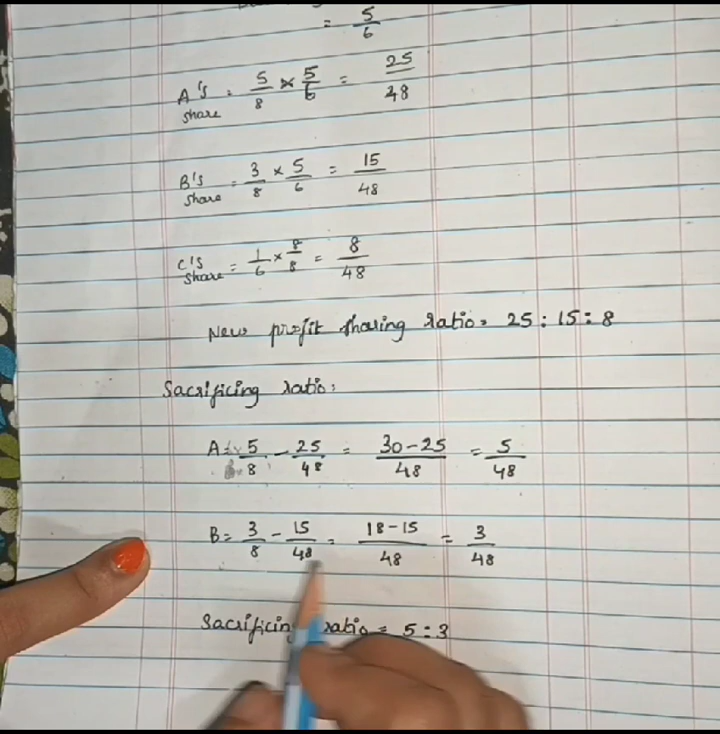 = 5/6
A's share = 5/8 × 5/6 = 25/48
B's share = 3/8 × 5/6 = 15/48
C's share = 1/6 × 8/8 = 8/48
New profit sharing ratio = 25 : 15 : 8
Sacrificing ratio:
A = 5/8 - 25/48 = 30-25/48 = 5/48
B = 3/8 - 15/48 = 18-15/48 = 3/48
Sacrificing ratio = 5 : 3